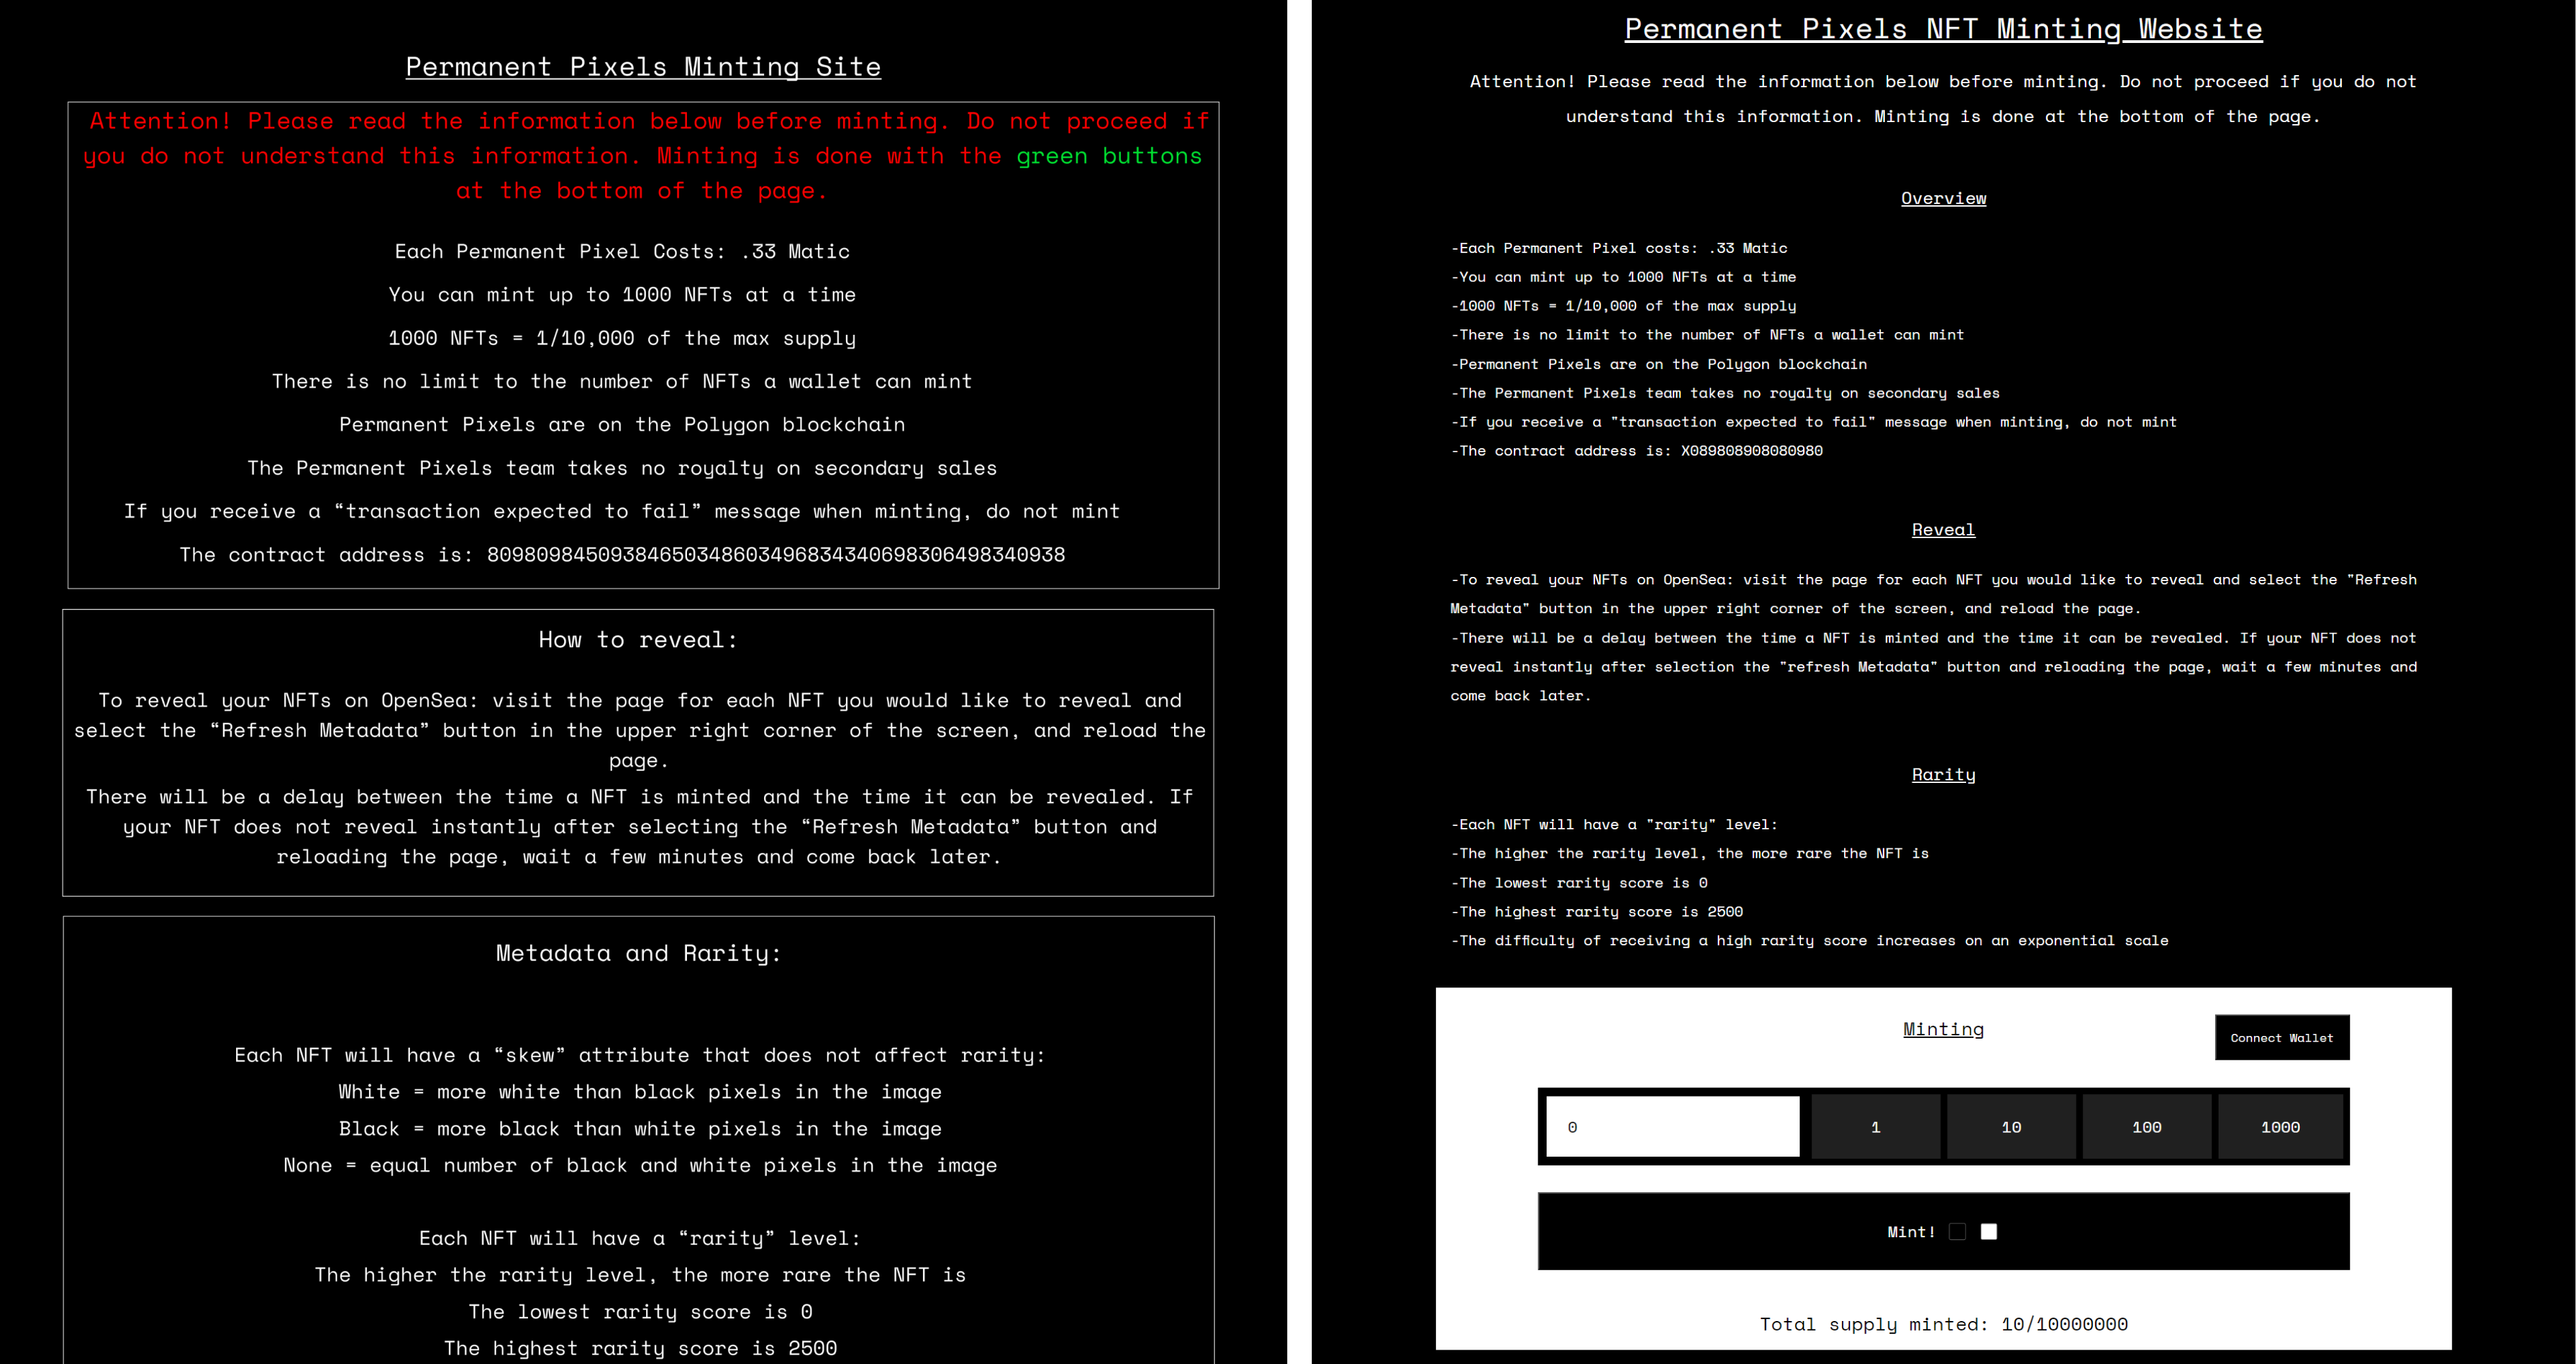 Permanent Pixels Minting Site
Attention! Please read the information below before minting. Do not proceed if
you do not understand this information. Minting is done with the green buttons
at the bottom of the page.
Each Permanent Pixel Costs: .33 Matic
You can mint up to 1000 NFTs at a time
1000 NFTs = 1/10,000 of the max supply
There is no limit to the number of NFTs a wallet can mint
Permanent Pixels are on the Polygon blockchain
The Permanent Pixels team takes no royalty on secondary sales
If you receive a “transaction expected to fail” message when minting, do not mint
The contract address is: 80980984509384650348603496834340698306498340938
How to reveal:
To reveal your NFTs on OpenSea: visit the page for each NFT you would like to reveal and
select the “Refresh Metadata” button in the upper right corner of the screen, and reload the
page.
There will be a delay between the time a NFT is minted and the time it can be revealed. If
your NFT does not reveal instantly after selecting the “Refresh Metadata” button and
reloading the page, wait a few minutes and come back later.
Metadata and Rarity:
Each NFT will have a “skew” attribute that does not affect rarity:
White = more white than black pixels in the image
Black = more black than white pixels in the image
None = equal number of black and white pixels in the image
Each NFT will have a “rarity” level:
The higher the rarity level, the more rare the NFT is
The lowest rarity score is 0
The highest rarity score is 2500
Permanent Pixels NFT Minting Website
Attention! Please read the information below before minting. Do not proceed if you do not
understand this information. Minting is done at the bottom of the page.
Overview
-Each Permanent Pixel costs: .33 Matic
-You can mint up to 1000 NFTs at a time
-1000 NFTs = 1/10,000 of the max supply
-There is no limit to the number of NFTs a wallet can mint
-Permanent Pixels are on the Polygon blockchain
-The Permanent Pixels team takes no royalty on secondary sales
-If you receive a "transaction expected to fail" message when minting, do not mint
-The contract address is: X089808908080980
Reveal
-To reveal your NFTs on OpenSea: visit the page for each NFT you would like to reveal and select the "Refresh
Metadata" button in the upper right corner of the screen, and reload the page.
-There will be a delay between the time a NFT is minted and the time it can be revealed. If your NFT does not
reveal instantly after selection the "refresh Metadata" button and reloading the page, wait a few minutes and
come back later.
Rarity
-Each NFT will have a "rarity" level:
-The higher the rarity level, the more rare the NFT is
-The lowest rarity score is 0
-The highest rarity score is 2500
-The difficulty of receiving a high rarity score increases on an exponential scale
Minting
Connect Wallet
0 1 10 100 1000
Mint!
Total supply minted: 10/10000000